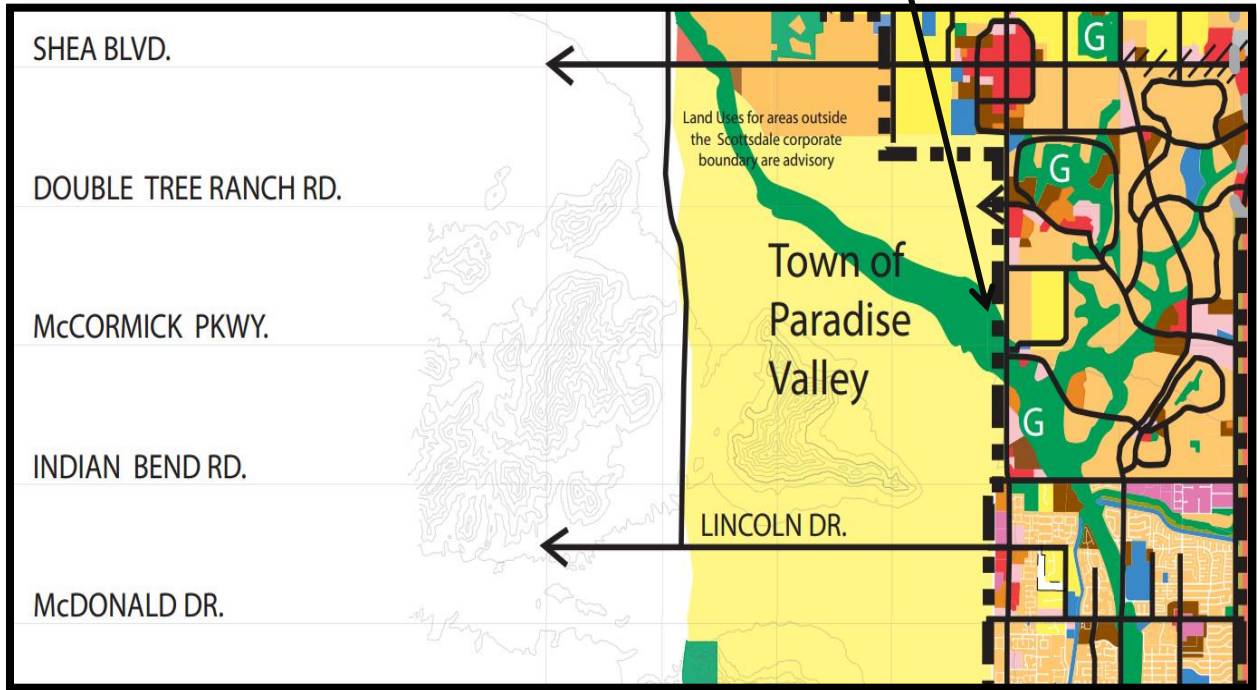 SHEA BLVD.
G
Land Uses for areas outside
the Scottsdale corporate
boundary are advisory
G
DOUBLE TREE RANCH RD.
Town of
Paradise
Valley
McCORMICK PKWY.
G
INDIAN BEND RD.
LINCOLN DR.
McDONALD DR.